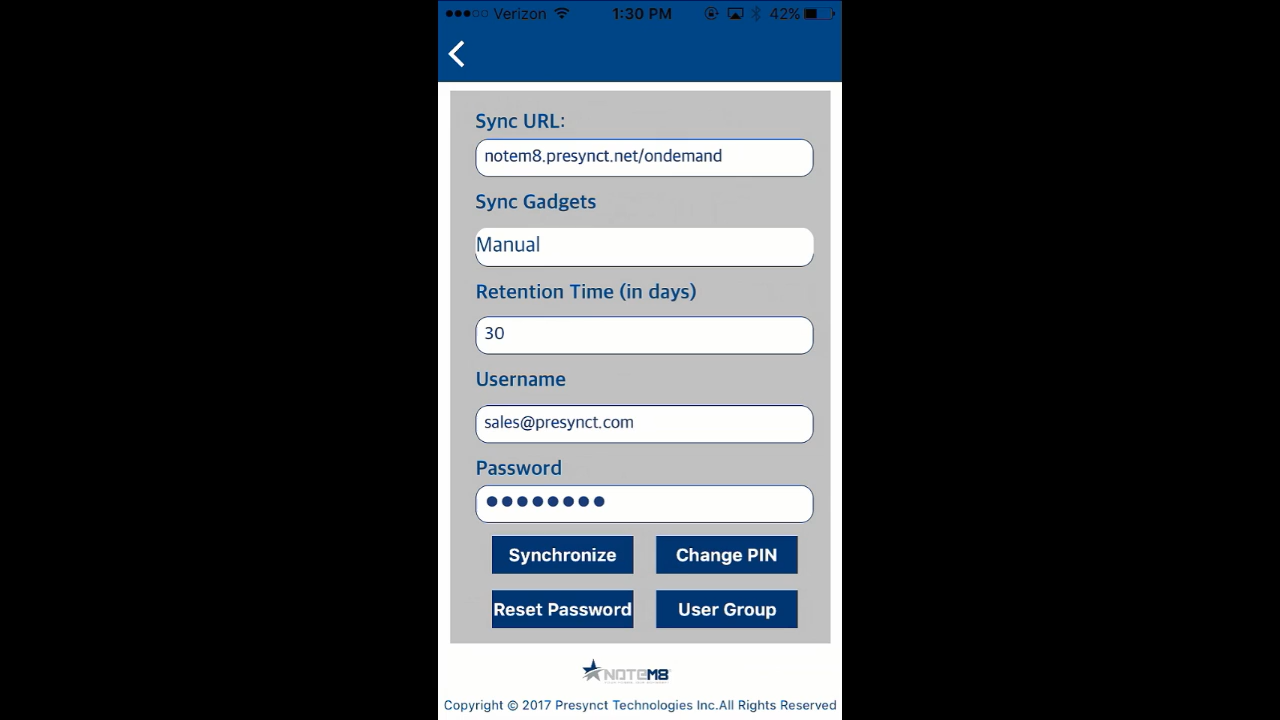 Verizon 1:30 PM 42%
Sync URL:
notem8.presynct.net/ondemand
Sync Gadgets
Manual
Retention Time (in days)
30
Username
sales@presynct.com
Password
Synchronize Change PIN
Reset Password User Group
NOTEM8
Copyright © 2017 Presynct Technologies Inc.All Rights Reserved